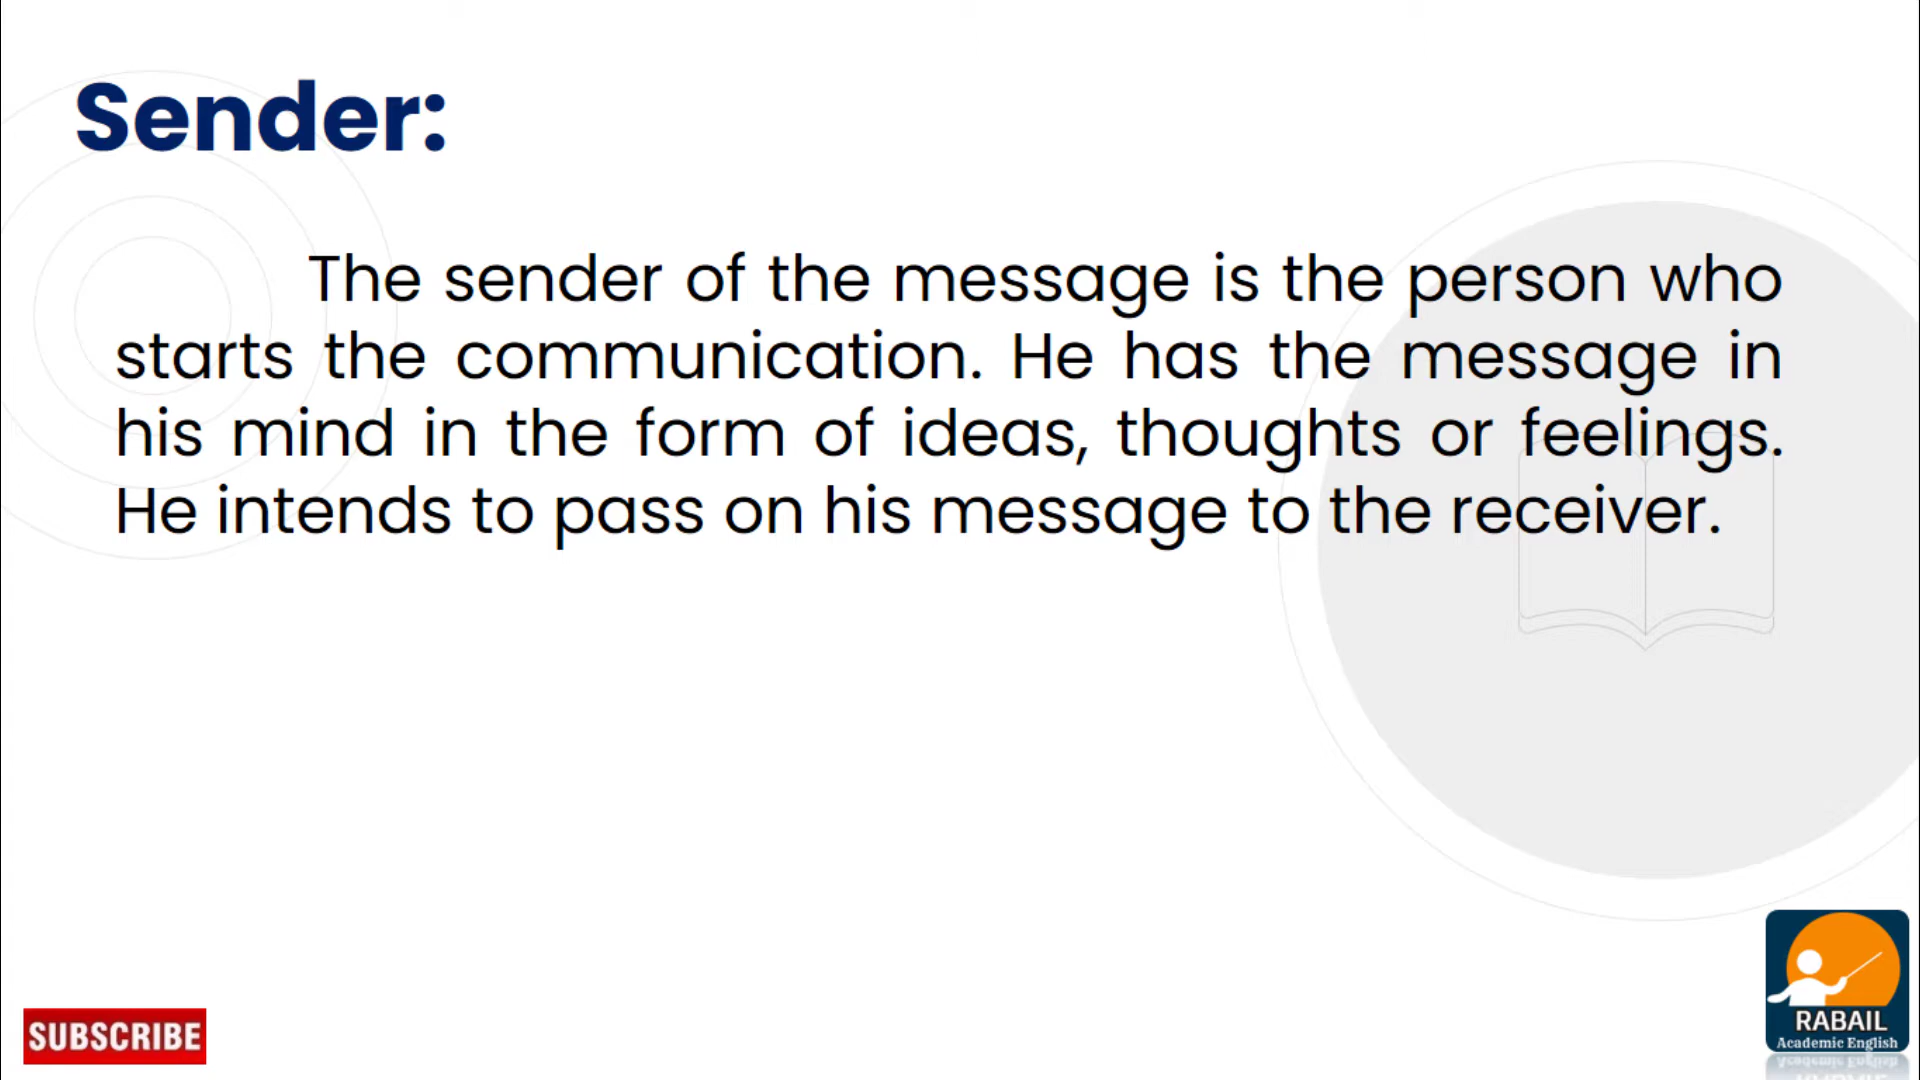 Sender:
The sender of the message is the person who
starts the communication. He has the message in
his mind in the form of ideas, thoughts or feelings.
He intends to pass on his message to the receiver.
SUBSCRIBE
RABAIL
Academic English